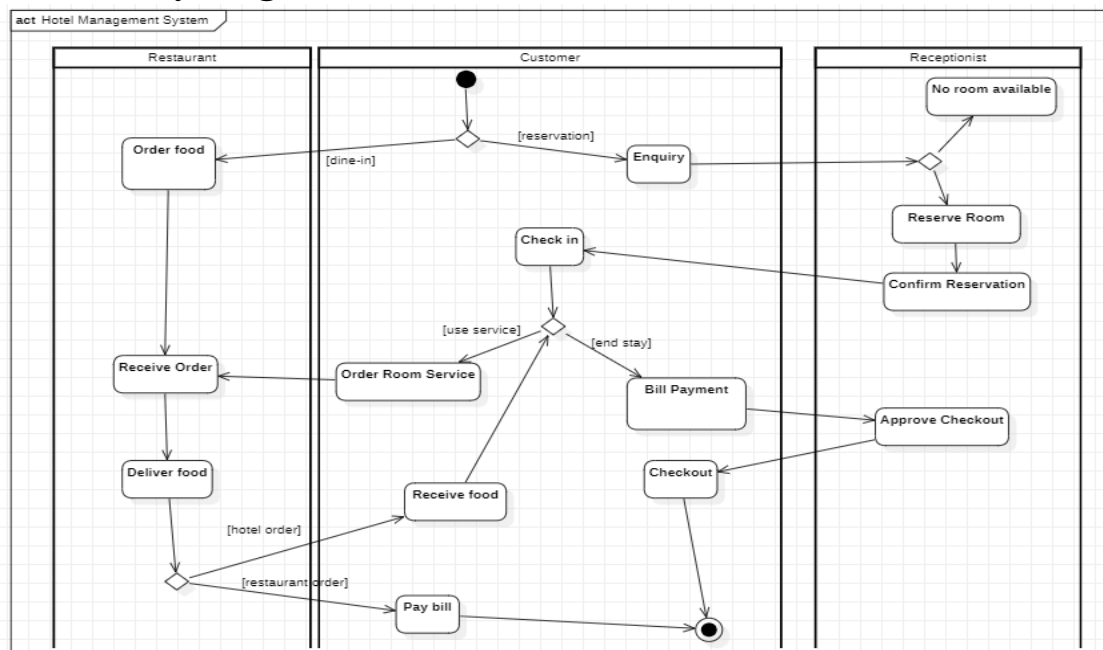 act Hotel Management System
Restaurant
Customer
Receptionist
No room available
[reservation]
Order food
[dine-in]
Enquiry
Reserve Room
Check in
Confirm Reservation
[use service]
[end stay]
Receive Order
Order Room Service
Bill Payment
Approve Checkout
Deliver food
Checkout
Receive food
[hotel order]
[restaurant order]
Pay bill